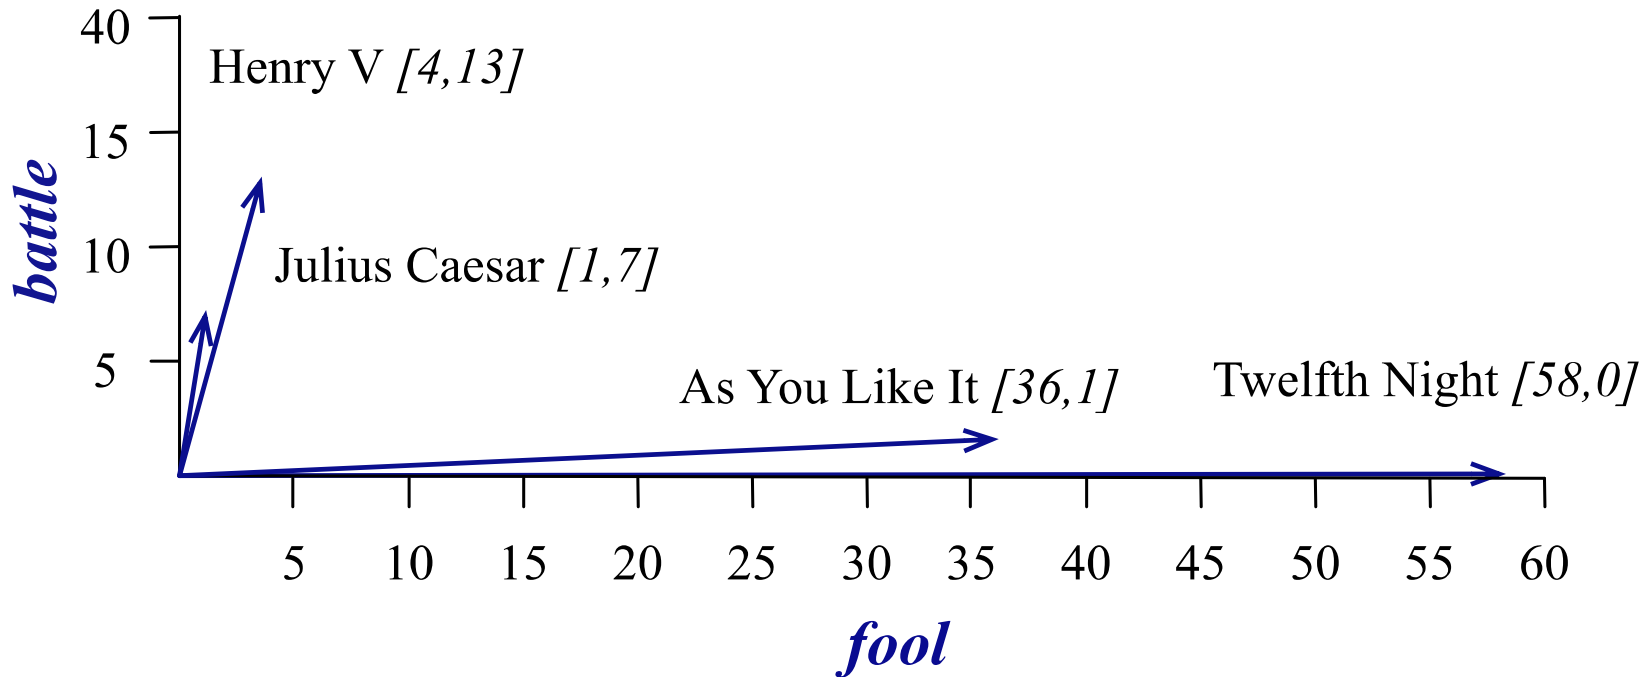 40
Henry V [4,13]
15
battle
10
Julius Caesar [1,7]
5
As You Like It [36,1]
Twelfth Night [58,0]
5 10 15 20 25 30 35 40 45 50 55 60
fool